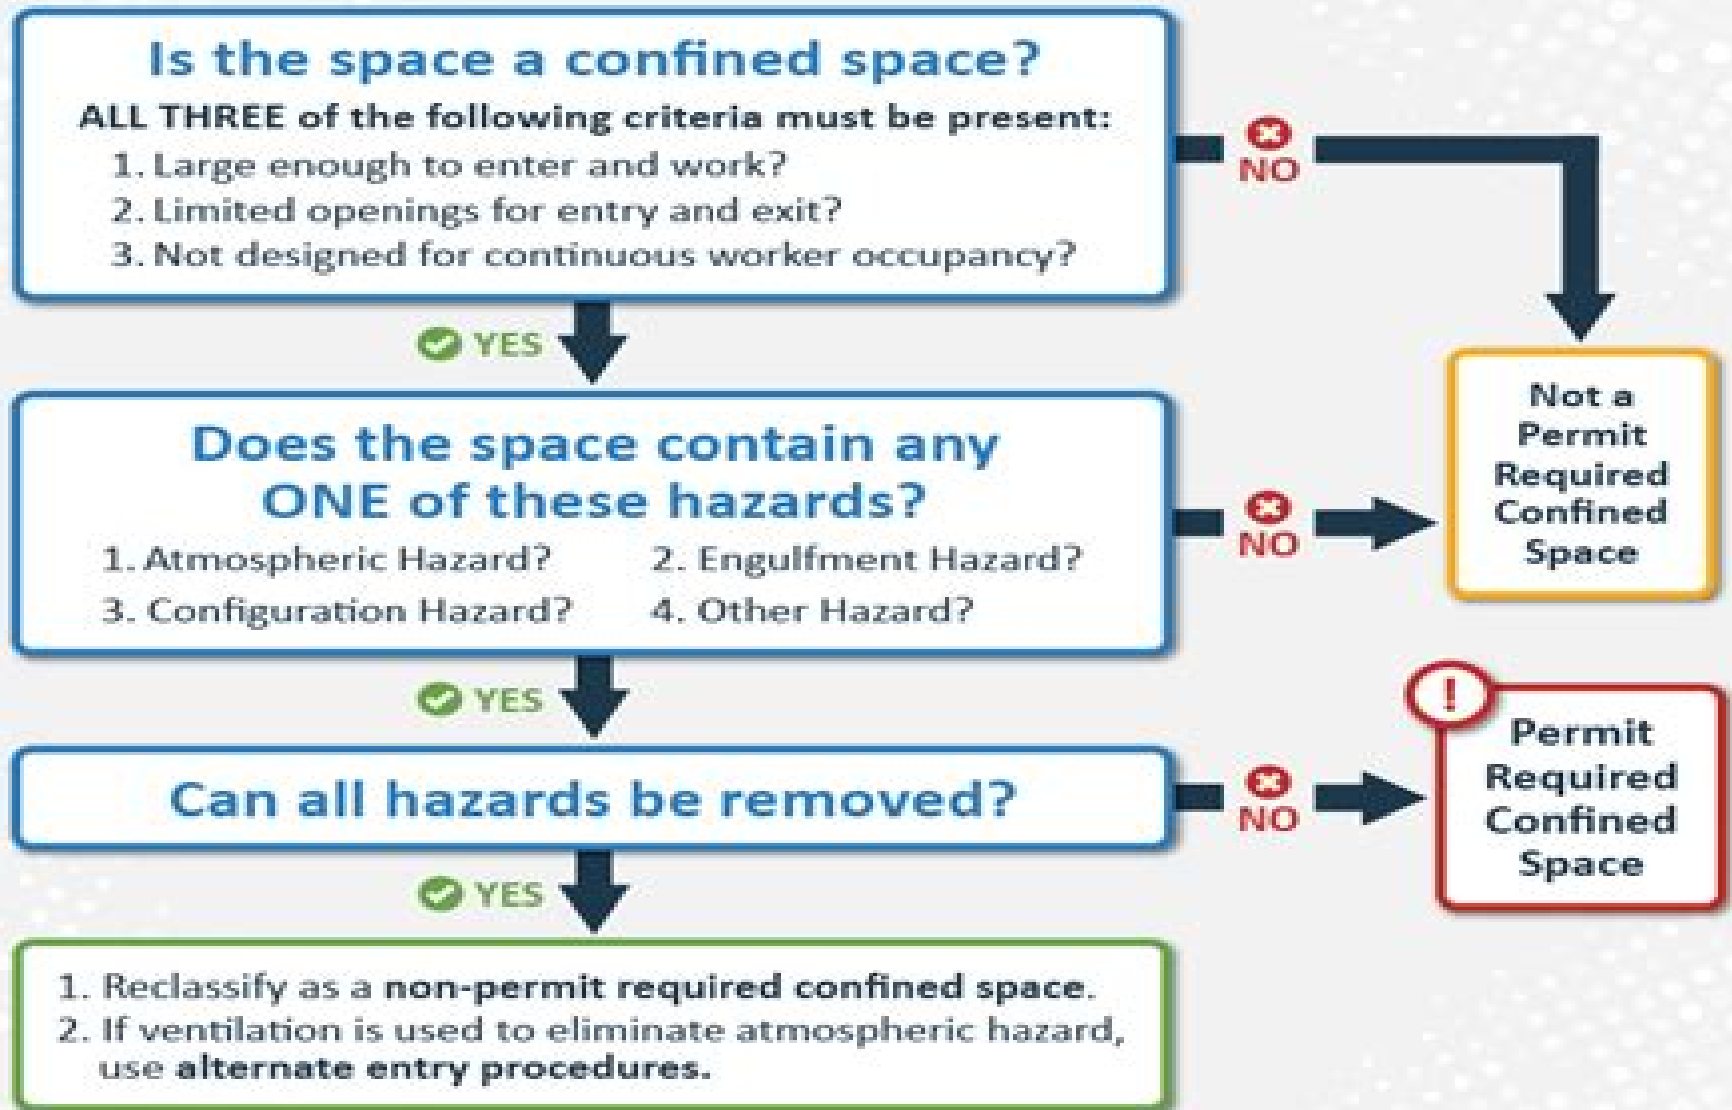 Is the space a confined space?
ALL THREE of the following criteria must be present:
1. Large enough to enter and work?
2. Limited openings for entry and exit?
3. Not designed for continuous worker occupancy?
NO
YES
Not a
Permit
Required
Confined
Space
Does the space contain any
ONE of these hazards?
1. Atmospheric Hazard? 2. Engulfment Hazard?
3. Configuration Hazard? 4. Other Hazard?
NO
YES
!
Permit
Required
Confined
Space
Can all hazards be removed?
NO
YES
1. Reclassify as a non-permit required confined space.
2. If ventilation is used to eliminate atmospheric hazard,
use alternate entry procedures.